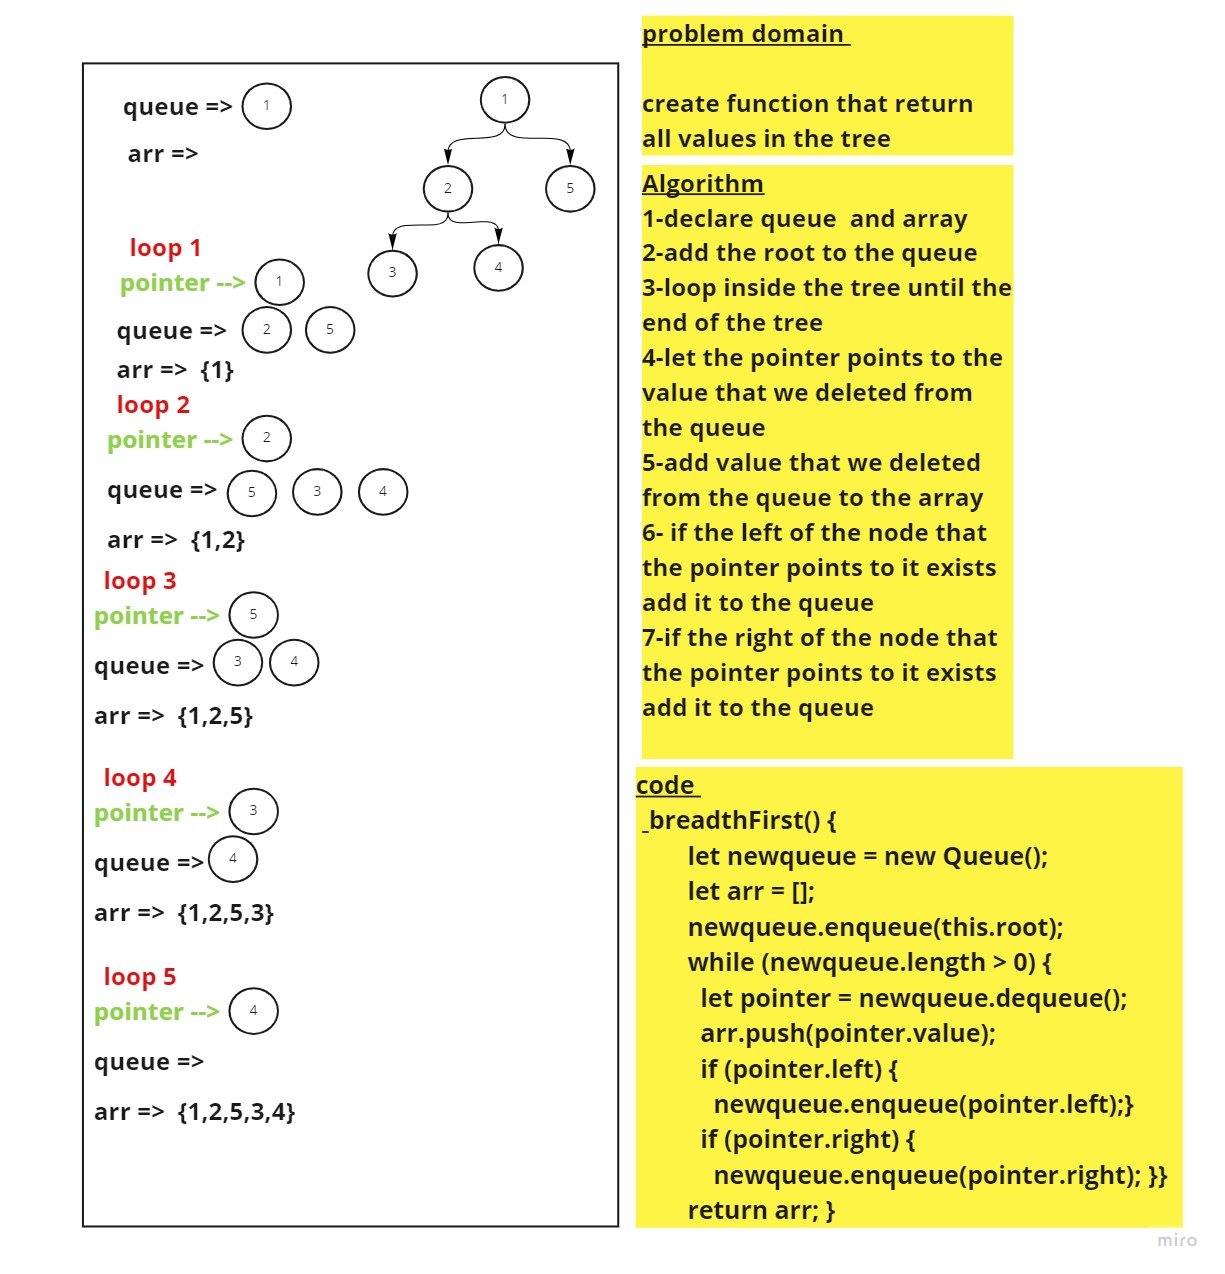 queue => 1
arr =>
1
2 5
3 4
loop 1
pointer --> 1
queue => 2 5
arr => {1}
loop 2
pointer --> 2
queue => 5 3 4
arr => {1,2}
loop 3
pointer --> 5
queue => 3 4
arr => {1,2,5}
loop 4
pointer --> 3
queue => 4
arr => {1,2,5,3}
loop 5
pointer --> 4
queue =>
arr => {1,2,5,3,4}
problem domain
create function that return
all values in the tree
Algorithm
1-declare queue and array
2-add the root to the queue
3-loop inside the tree until the
end of the tree
4-let the pointer points to the
value that we deleted from
the queue
5-add value that we deleted
from the queue to the array
6- if the left of the node that
the pointer points to it exists
add it to the queue
7-if the right of the node that
the pointer points to it exists
add it to the queue
code
_breadthFirst() {
let newqueue = new Queue();
let arr = [];
newqueue.enqueue(this.root);
while (newqueue.length > 0) {
let pointer = newqueue.dequeue();
arr.push(pointer.value);
if (pointer.left) {
newqueue.enqueue(pointer.left);}
if (pointer.right) {
newqueue.enqueue(pointer.right); }}
return arr; }
miro